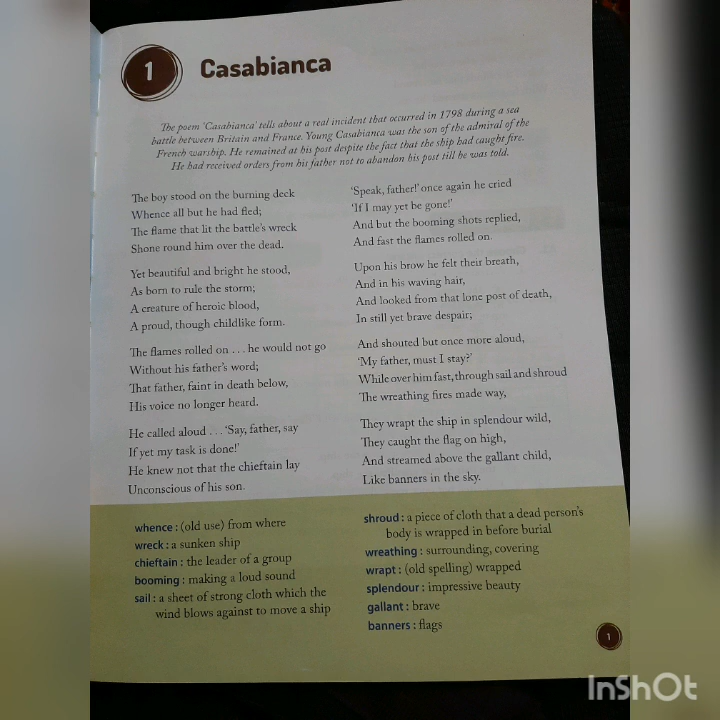 1
Casabianca
The poem 'Casabianca' tells about a real incident that occurred in 1798 during a sea
battle between Britain and France. Young Casabianca was the son of the admiral of the
French warship. He remained at his post despite the fact that the ship had caught fire.
He had received orders from his father not to abandon his post till he was told.
The boy stood on the burning deck
Whence all but he had fled;
The flame that lit the battle's wreck
Shone round him over the dead.
Yet beautiful and bright he stood,
As born to rule the storm;
A creature of heroic blood,
A proud, though childlike form.
The flames rolled on . . . he would not go
Without his father's word;
That father, faint in death below,
His voice no longer heard.
He called aloud . . . 'Say, father, say
If yet my task is done!'
He knew not that the chieftain lay
Unconscious of his son.
'Speak, father!' once again he cried
'If I may yet be gone!'
And but the booming shots replied,
And fast the flames rolled on.
Upon his brow he felt their breath,
And in his waving hair,
And looked from that lone post of death,
In still yet brave despair;
And shouted but once more aloud,
'My father, must I stay?'
While over him fast, through sail and shroud
The wreathing fires made way,
They wrapt the ship in splendour wild,
They caught the flag on high,
And streamed above the gallant child,
Like banners in the sky.
whence : (old use) from where
wreck : a sunken ship
chieftain : the leader of a group
booming : making a loud sound
sail : a sheet of strong cloth which the
wind blows against to move a ship
shroud : a piece of cloth that a dead person's
body is wrapped in before burial
wreathing : surrounding, covering
wrapt : (old spelling) wrapped
splendour : impressive beauty
gallant : brave
banners : flags
1
InShOt